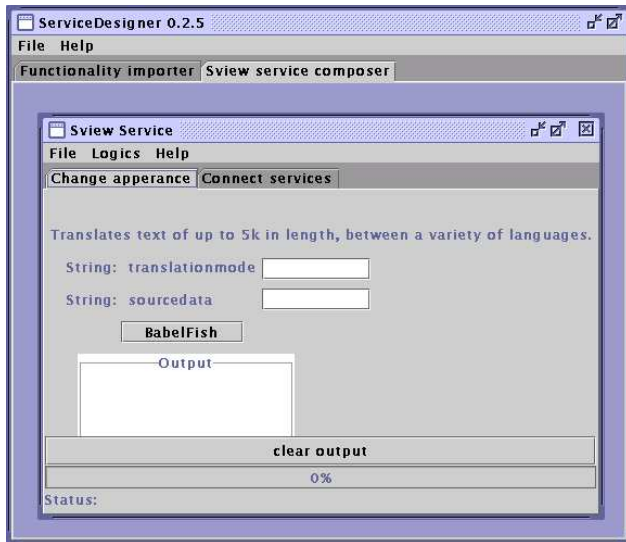 ServiceDesigner 0.2.5
File Help
Functionality importer Sview service composer
Sview Service
File Logics Help
Change apperance Connect services
Translates text of up to 5k in length, between a variety of languages.
String: translationmode
String: sourcedata
BabelFish
Output
clear output
0%
Status: